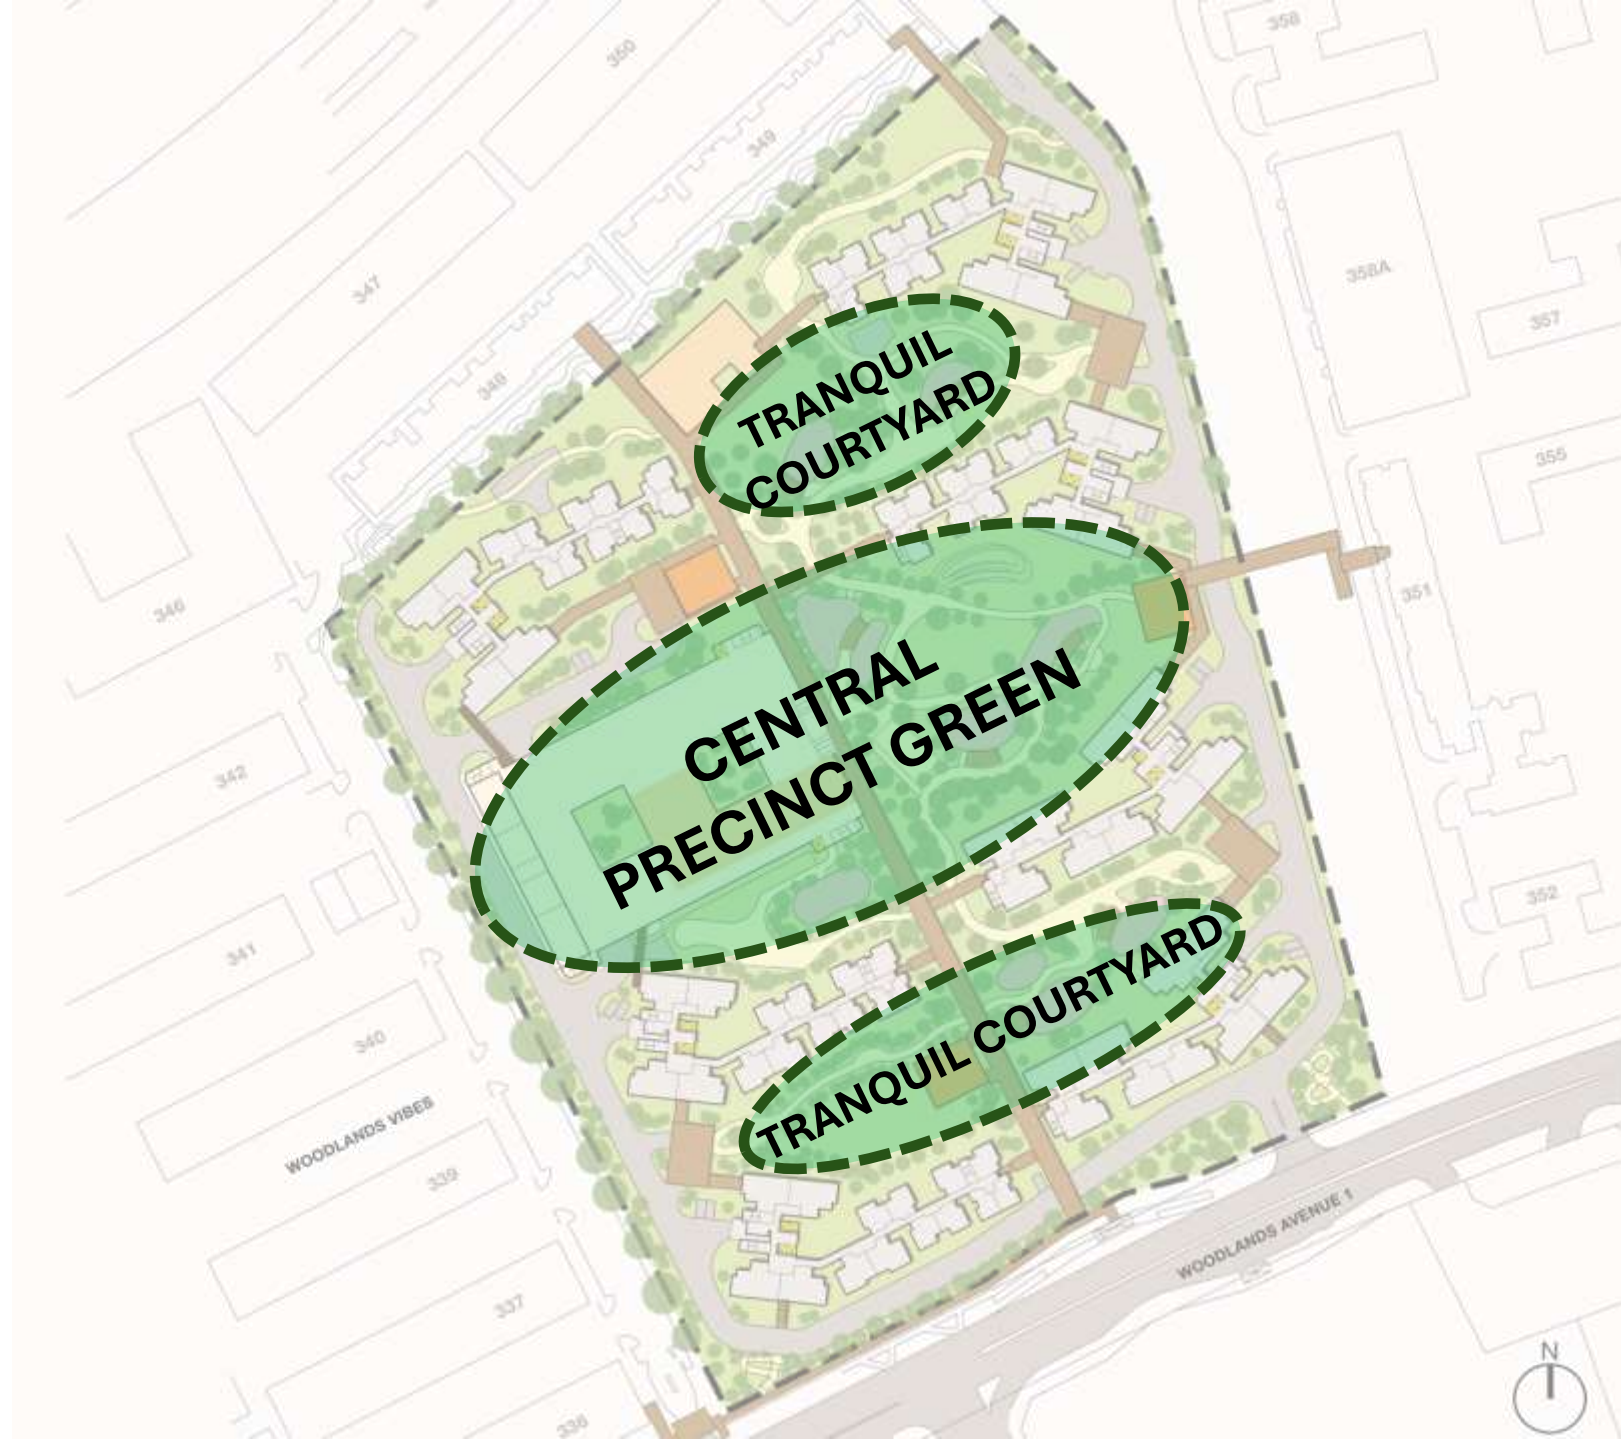 358
350
349
358A
347
357
348
TRANQUIL
COURTYARD
355
351
346
CENTRAL
PRECINCT GREEN
342
352
341
TRANQUIL COURTYARD
340
WOODLANDS VIBES
339
WOODLANDS AVENUE 1
337
N
336